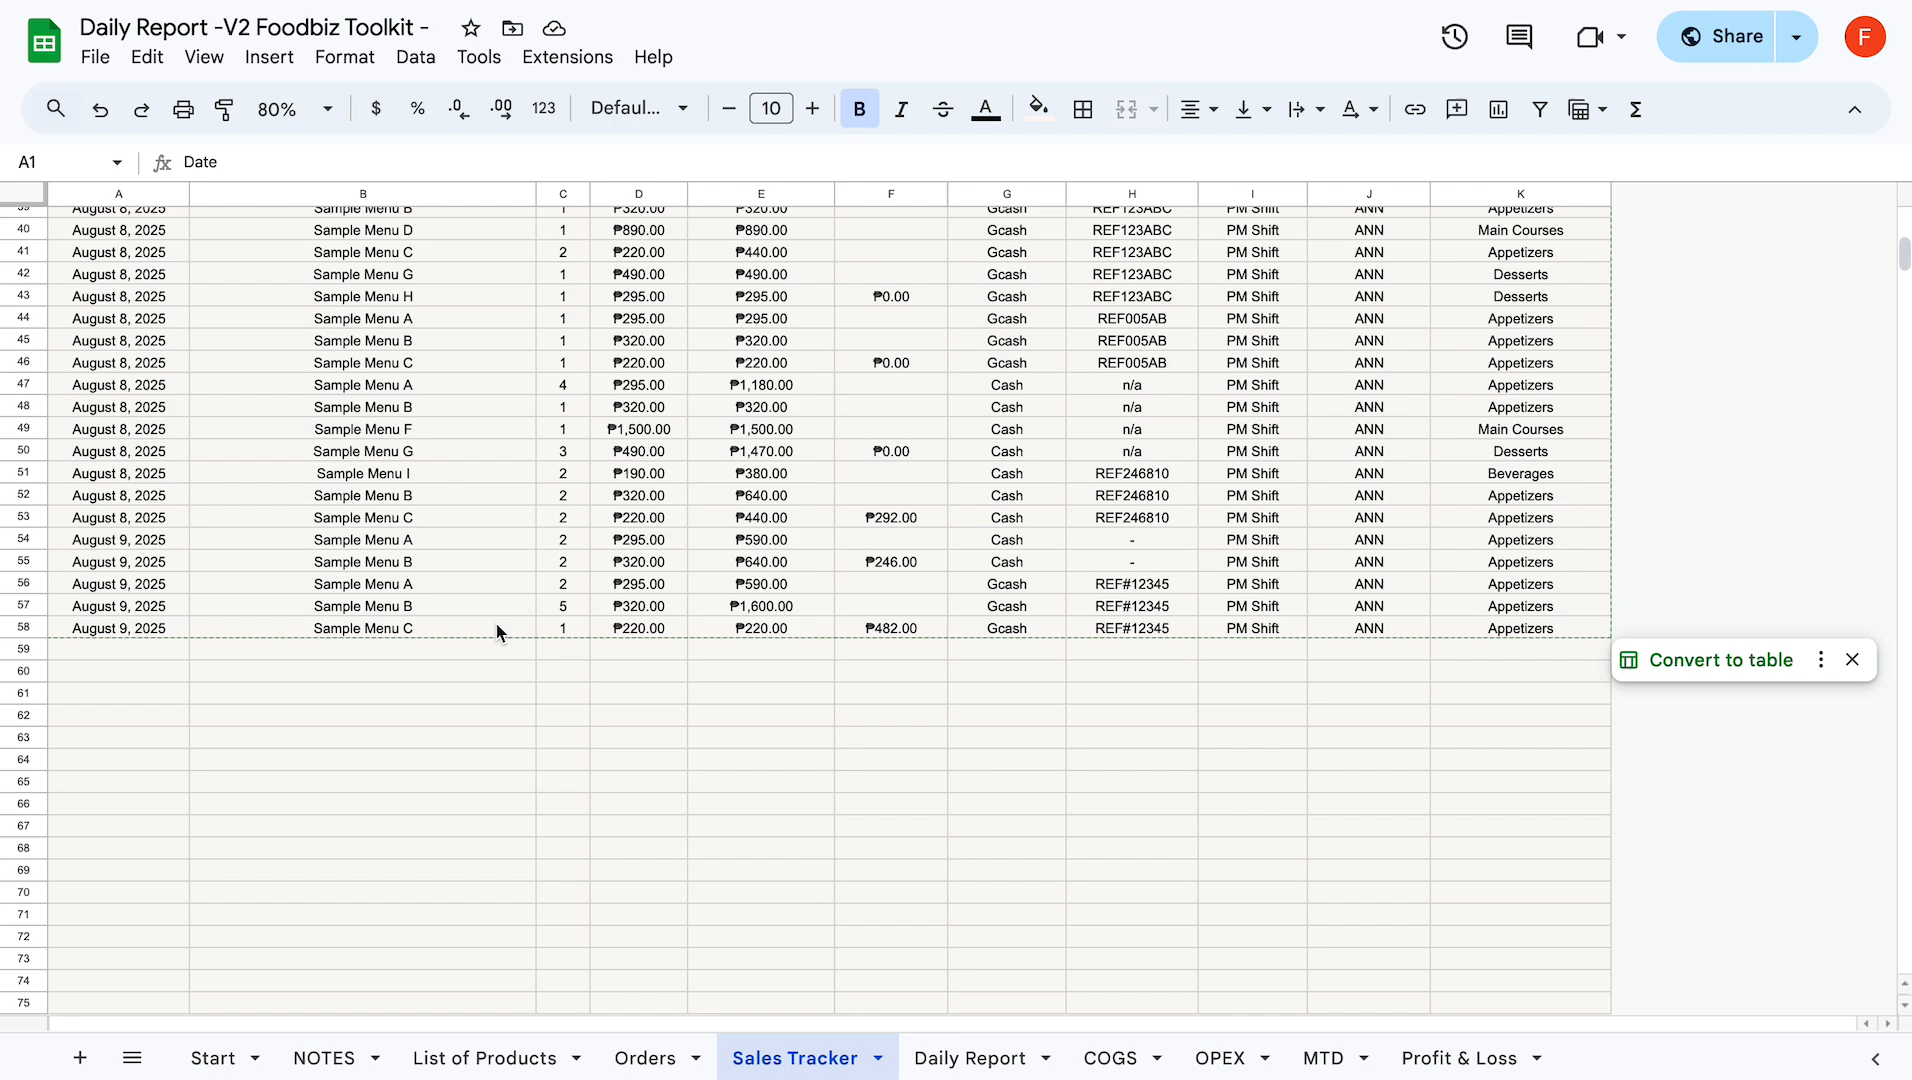 Daily Report -V2 Foodbiz Toolkit -
File Edit View Insert Format Data Tools Extensions Help
Share
F
80% $ % .0 .00 123 Defaul... 10 B I A
A1 fx Date
A B C D E F G H I J K
39 August 8, 2025 Sample Menu B 1 ₱320.00 ₱320.00 Gcash REF123ABC PM Shift ANN Appetizers
40 August 8, 2025 Sample Menu D 1 ₱890.00 ₱890.00 Gcash REF123ABC PM Shift ANN Main Courses
41 August 8, 2025 Sample Menu C 2 ₱220.00 ₱440.00 Gcash REF123ABC PM Shift ANN Appetizers
42 August 8, 2025 Sample Menu G 1 ₱490.00 ₱490.00 Gcash REF123ABC PM Shift ANN Desserts
43 August 8, 2025 Sample Menu H 1 ₱295.00 ₱295.00 ₱0.00 Gcash REF123ABC PM Shift ANN Desserts
44 August 8, 2025 Sample Menu A 1 ₱295.00 ₱295.00 Gcash REF005AB PM Shift ANN Appetizers
45 August 8, 2025 Sample Menu B 1 ₱320.00 ₱320.00 Gcash REF005AB PM Shift ANN Appetizers
46 August 8, 2025 Sample Menu C 1 ₱220.00 ₱220.00 ₱0.00 Gcash REF005AB PM Shift ANN Appetizers
47 August 8, 2025 Sample Menu A 4 ₱295.00 ₱1,180.00 Cash n/a PM Shift ANN Appetizers
48 August 8, 2025 Sample Menu B 1 ₱320.00 ₱320.00 Cash n/a PM Shift ANN Appetizers
49 August 8, 2025 Sample Menu F 1 ₱1,500.00 ₱1,500.00 Cash n/a PM Shift ANN Main Courses
50 August 8, 2025 Sample Menu G 3 ₱490.00 ₱1,470.00 ₱0.00 Cash n/a PM Shift ANN Desserts
51 August 8, 2025 Sample Menu I 2 ₱190.00 ₱380.00 Cash REF246810 PM Shift ANN Beverages
52 August 8, 2025 Sample Menu B 2 ₱320.00 ₱640.00 Cash REF246810 PM Shift ANN Appetizers
53 August 8, 2025 Sample Menu C 2 ₱220.00 ₱440.00 ₱292.00 Cash REF246810 PM Shift ANN Appetizers
54 August 9, 2025 Sample Menu A 2 ₱295.00 ₱590.00 Cash - PM Shift ANN Appetizers
55 August 9, 2025 Sample Menu B 2 ₱320.00 ₱640.00 ₱246.00 Cash - PM Shift ANN Appetizers
56 August 9, 2025 Sample Menu A 2 ₱295.00 ₱590.00 Gcash REF#12345 PM Shift ANN Appetizers
57 August 9, 2025 Sample Menu B 5 ₱320.00 ₱1,600.00 Gcash REF#12345 PM Shift ANN Appetizers
58 August 9, 2025 Sample Menu C 1 ₱220.00 ₱220.00 ₱482.00 Gcash REF#12345 PM Shift ANN Appetizers
59
Convert to table
60
61
62
63
64
65
66
67
68
69
70
71
72
73
74
75
Start NOTES List of Products Orders Sales Tracker Daily Report COGS OPEX MTD Profit & Loss